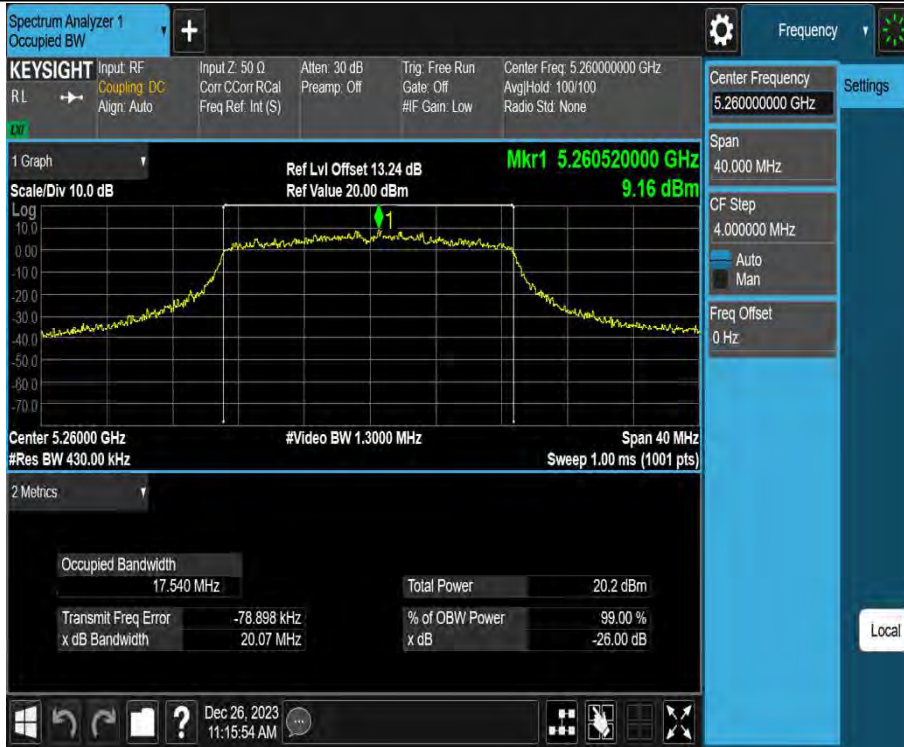 Spectrum Analyzer 1
Occupied BW
+
Frequency
KEYSIGHT
RL
Input: RF
Coupling: DC
Align: Auto
Input Z: 50 Ω
Corr CCorr RCal
Freq Ref: Int (S)
Atten: 30 dB
Preamp: Off
Trig: Free Run
Gate: Off
#IF Gain: Low
Center Freq: 5.260000000 GHz
Avg|Hold: 100/100
Radio Std: None
Center Frequency
5.260000000 GHz
Settings
Span
40.000 MHz
CF Step
4.000000 MHz
Auto
Man
Freq Offset
0 Hz
Local
1 Graph
Scale/Div 10.0 dB
Ref Lvl Offset 13.24 dB
Ref Value 20.00 dBm
Mkr1 5.260520000 GHz
9.16 dBm
Log
10.0
0.00
-10.0
-20.0
-30.0
-40.0
-50.0
-60.0
-70.0
1
Center 5.26000 GHz
#Video BW 1.3000 MHz
Span 40 MHz
#Res BW 430.00 kHz
Sweep 1.00 ms (1001 pts)
2 Metrics
Occupied Bandwidth
17.540 MHz
Total Power 20.2 dBm
Transmit Freq Error -78.898 kHz
% of OBW Power 99.00 %
x dB Bandwidth 20.07 MHz
x dB -26.00 dB
?
Dec 26, 2023
11:15:54 AM